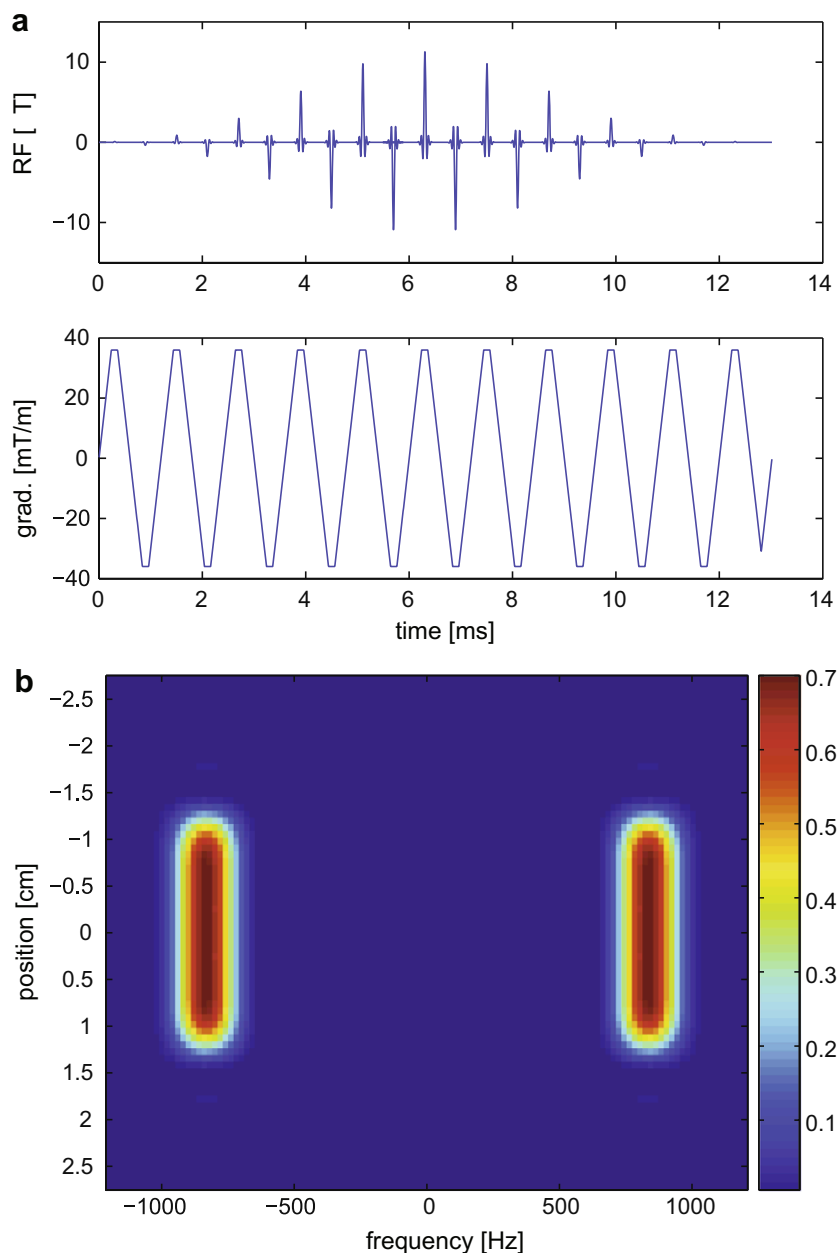 a
RF [ T]
10
0
−10
0 2 4 6 8 10 12 14
grad. [mT/m]
40
20
0
−20
−40
0 2 4 6 8 10 12 14
time [ms]
b
position [cm]
−2.5
−2
−1.5
−1
−0.5
0
0.5
1
1.5
2
2.5
−1000 −500 0 500 1000
frequency [Hz]
0.7
0.6
0.5
0.4
0.3
0.2
0.1